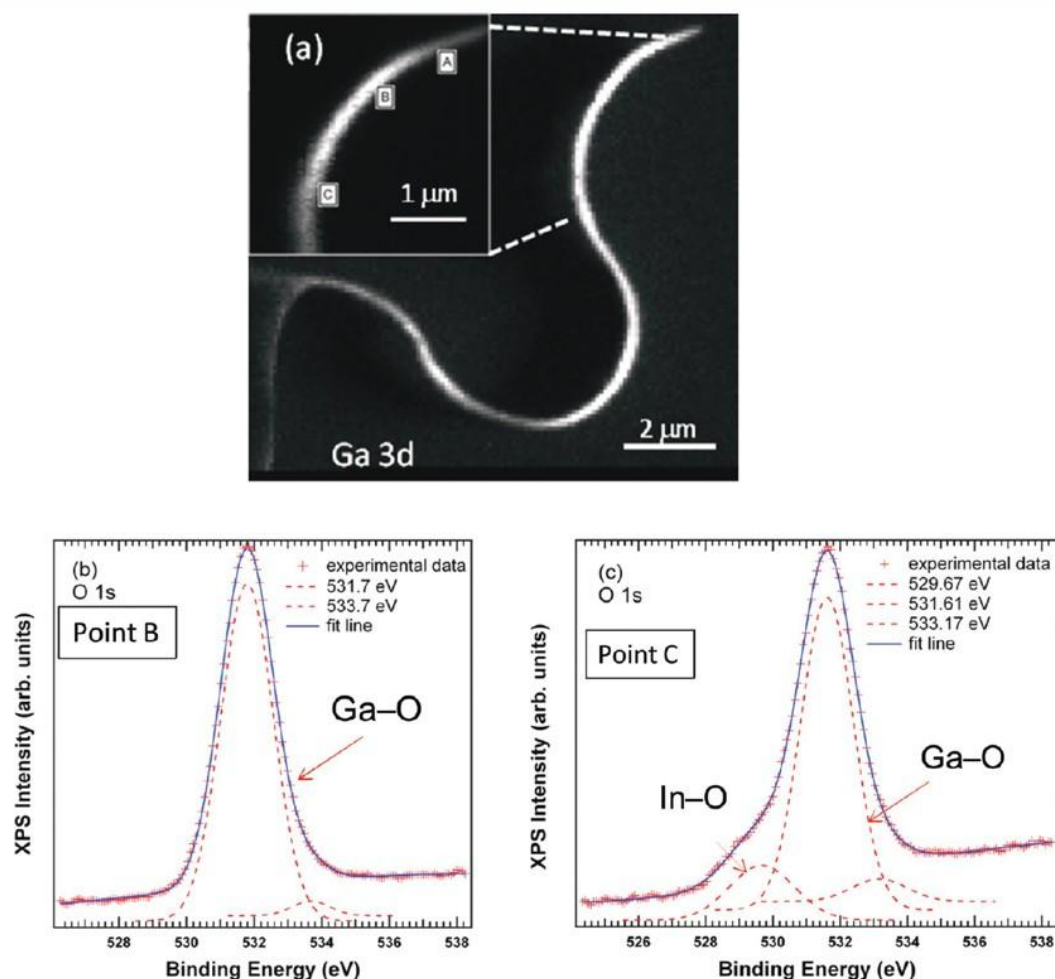 (a)
A
B
C
1 μm
2 μm
Ga 3d
(b)
O 1s
Point B
experimental data
531.7 eV
533.7 eV
fit line
Ga–O
XPS Intensity (arb. units)
528 530 532 534 536 538
Binding Energy (eV)
(c)
O 1s
Point C
experimental data
529.67 eV
531.61 eV
533.17 eV
fit line
In–O
Ga–O
XPS Intensity (arb. units)
526 528 530 532 534 536 538
Binding Energy (eV)